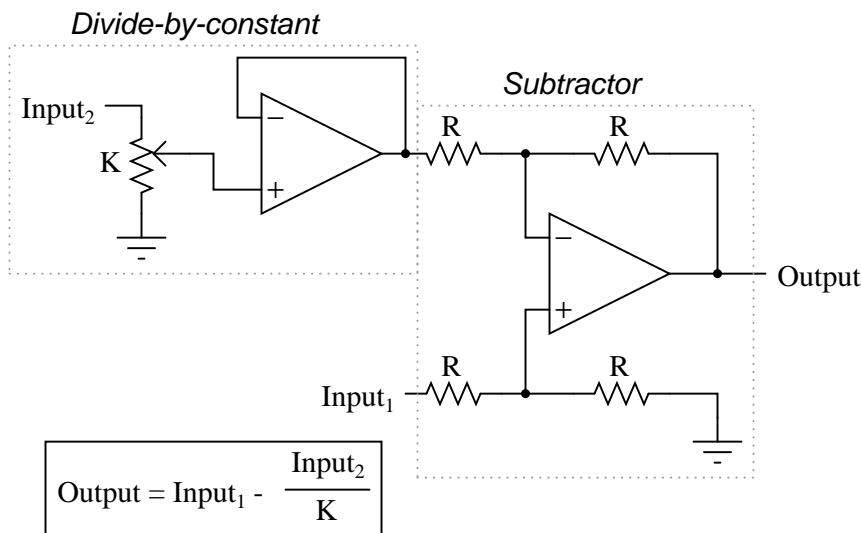 Divide-by-constant
Subtractor
Input₂
K
−
+
R
R
−
+
Output
Input₁
R
R
Output = Input₁ - Input₂
K